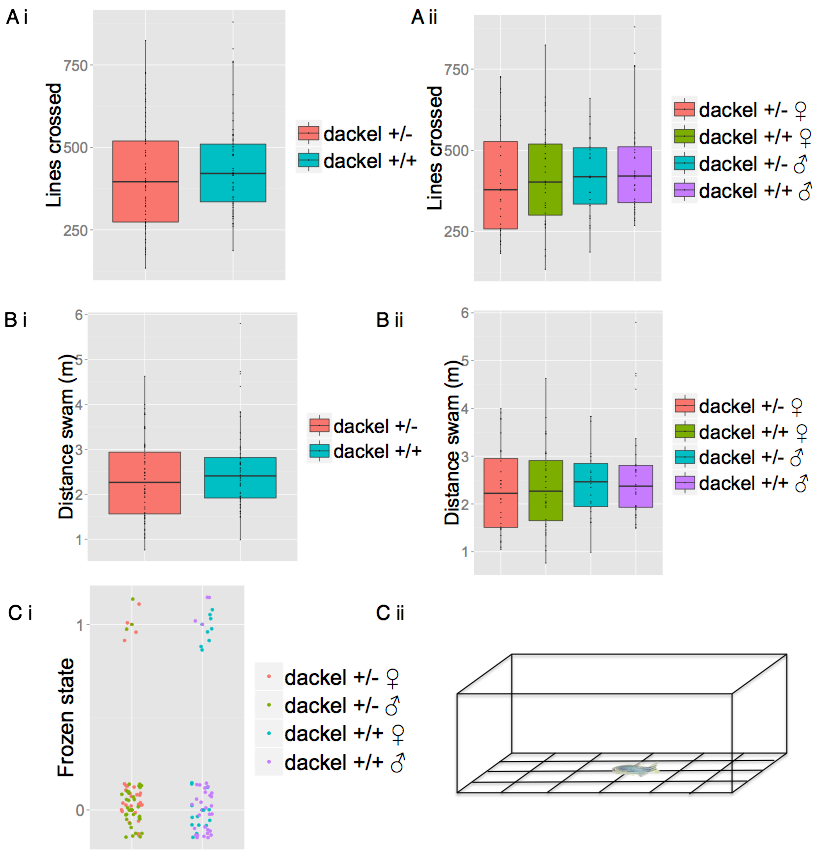 A i
Lines crossed
750
500
250
dackel +/-
dackel +/+
A ii
Lines crossed
750
500
250
dackel +/- ♀
dackel +/+ ♀
dackel +/- ♂
dackel +/+ ♂
B i
Distance swam (m)
6
5
4
3
2
1
dackel +/-
dackel +/+
B ii
Distance swam (m)
6
5
4
3
2
1
dackel +/- ♀
dackel +/+ ♀
dackel +/- ♂
dackel +/+ ♂
C i
Frozen state
1
0
dackel +/- ♀
dackel +/- ♂
dackel +/+ ♀
dackel +/+ ♂
C ii